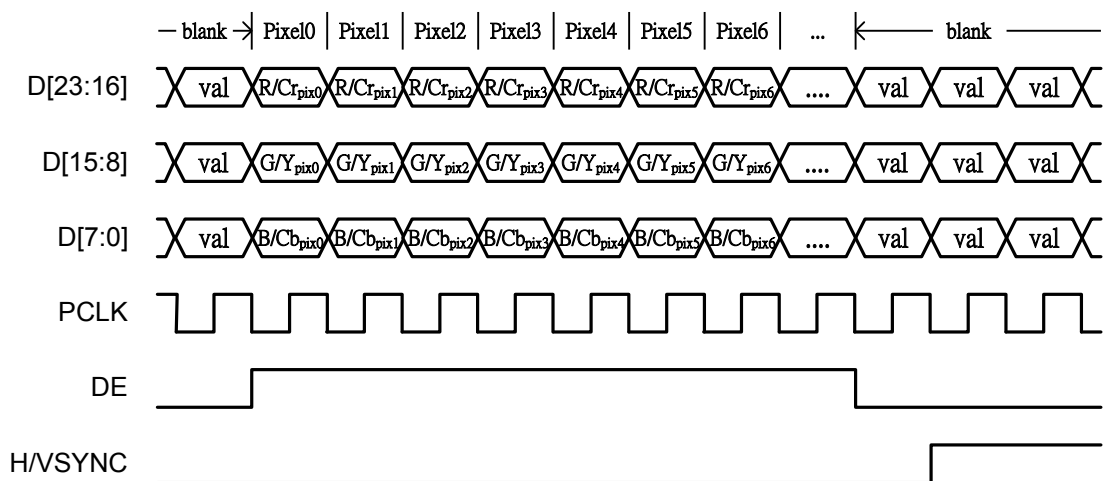 blank Pixel0 Pixel1 Pixel2 Pixel3 Pixel4 Pixel5 Pixel6 ... blank
D[23:16] val R/Crpix0 R/Crpix1 R/Crpix2 R/Crpix3 R/Crpix4 R/Crpix5 R/Crpix6 .... val val val
D[15:8] val G/Ypix0 G/Ypix1 G/Ypix2 G/Ypix3 G/Ypix4 G/Ypix5 G/Ypix6 .... val val val
D[7:0] val B/Cbpix0 B/Cbpix1 B/Cbpix2 B/Cbpix3 B/Cbpix4 B/Cbpix5 B/Cbpix6 .... val val val
PCLK
DE
H/VSYNC